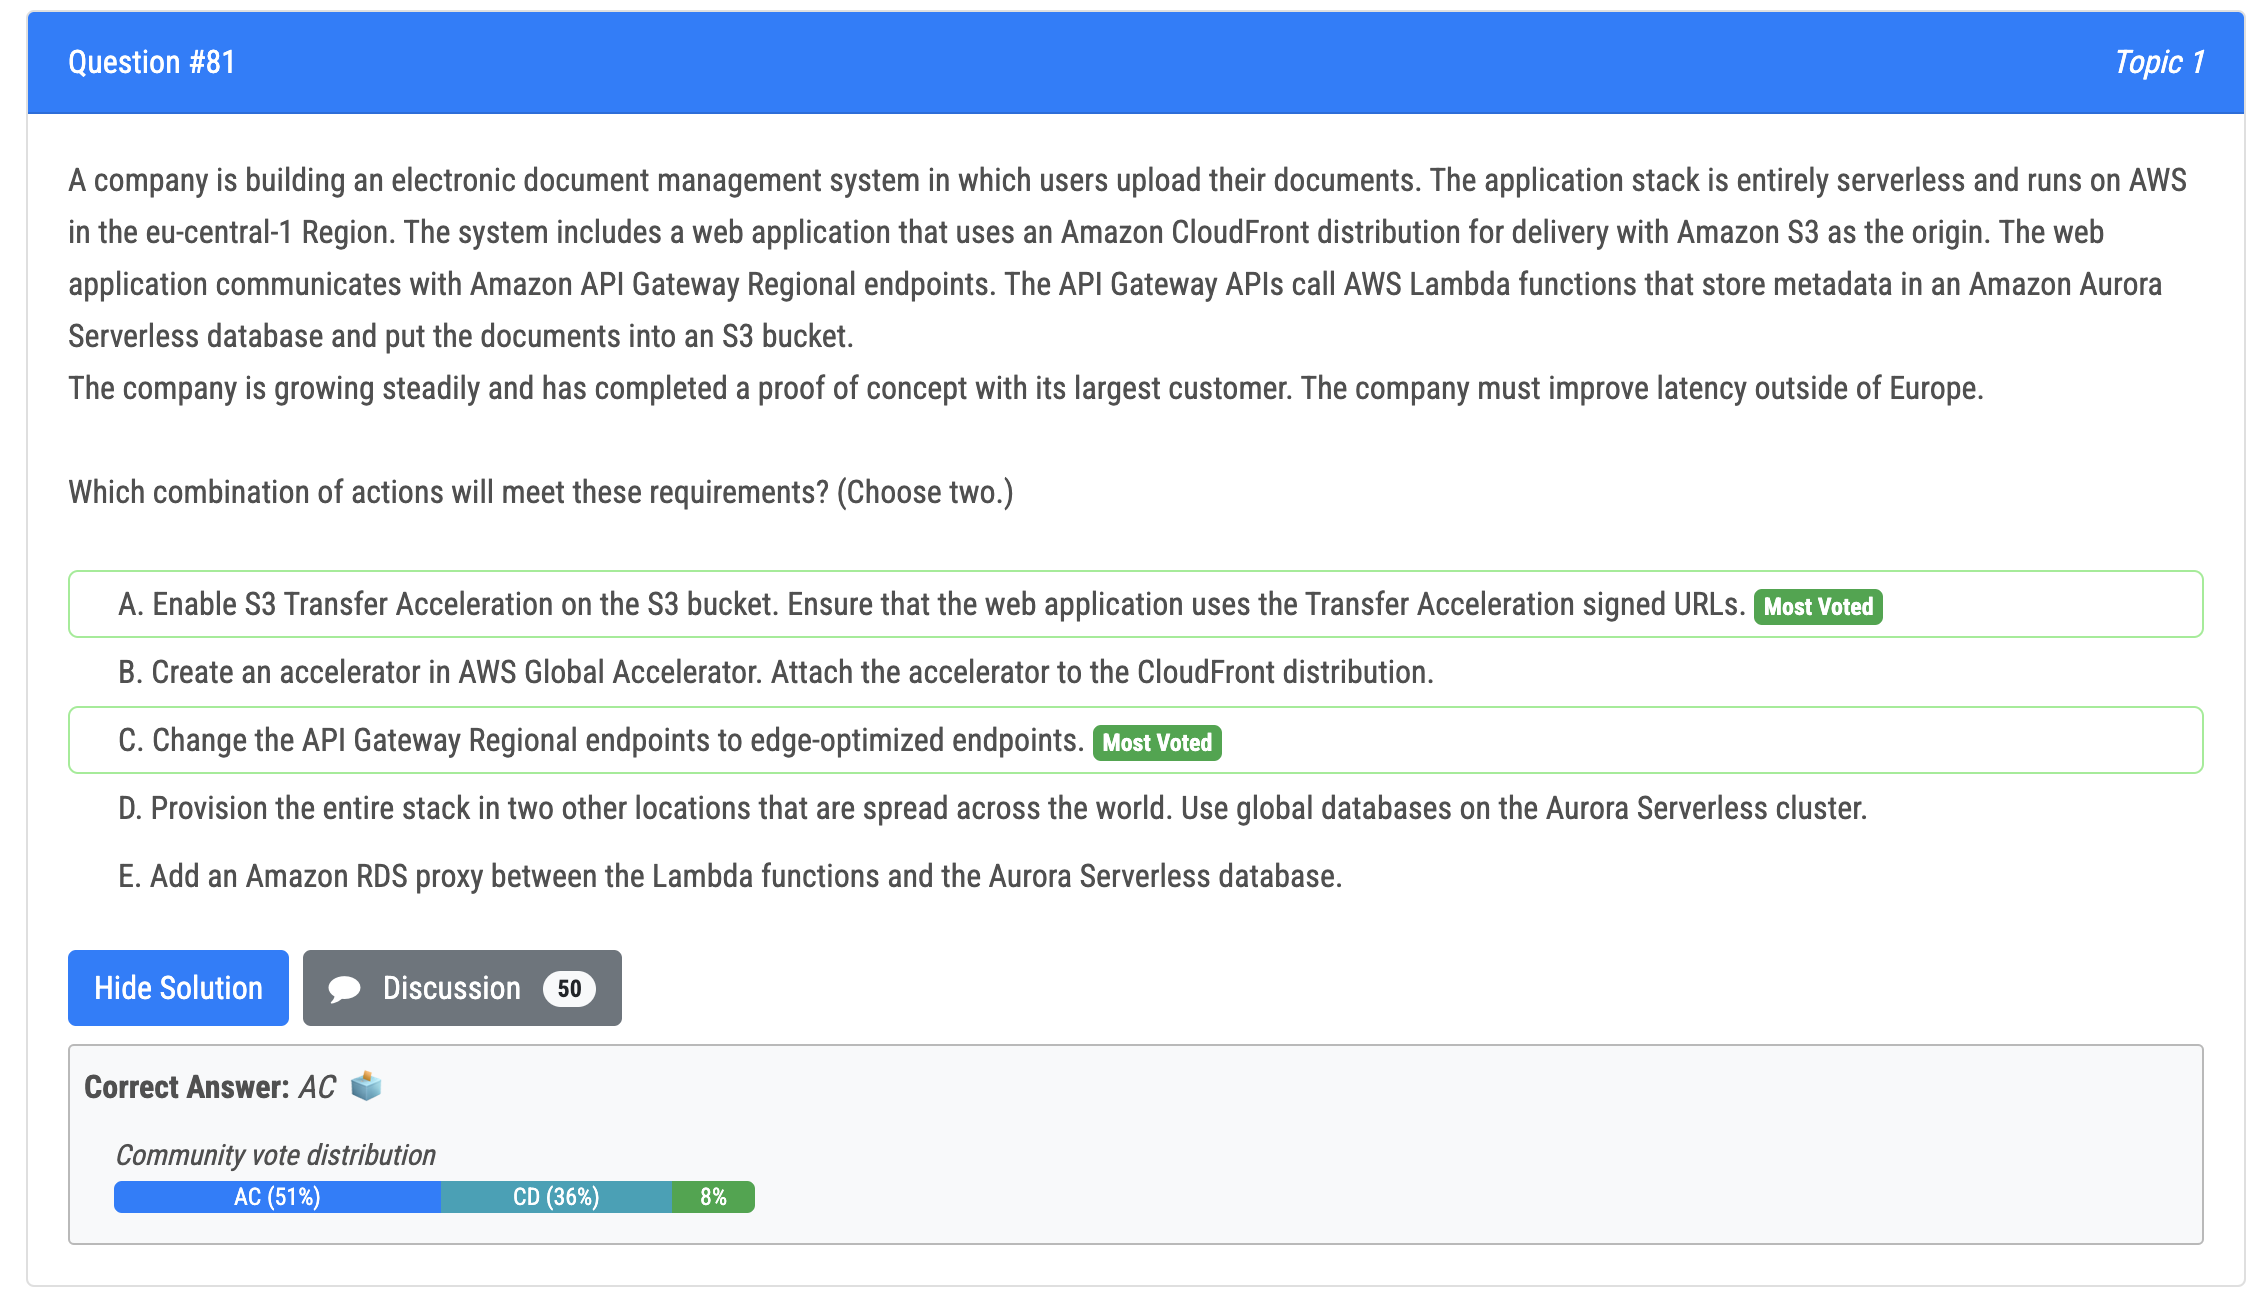 Question #81
Topic 1
A company is building an electronic document management system in which users upload their documents. The application stack is entirely serverless and runs on AWS
in the eu-central-1 Region. The system includes a web application that uses an Amazon CloudFront distribution for delivery with Amazon S3 as the origin. The web
application communicates with Amazon API Gateway Regional endpoints. The API Gateway APIs call AWS Lambda functions that store metadata in an Amazon Aurora
Serverless database and put the documents into an S3 bucket.
The company is growing steadily and has completed a proof of concept with its largest customer. The company must improve latency outside of Europe.
Which combination of actions will meet these requirements? (Choose two.)
A. Enable S3 Transfer Acceleration on the S3 bucket. Ensure that the web application uses the Transfer Acceleration signed URLs. Most Voted
B. Create an accelerator in AWS Global Accelerator. Attach the accelerator to the CloudFront distribution.
C. Change the API Gateway Regional endpoints to edge-optimized endpoints. Most Voted
D. Provision the entire stack in two other locations that are spread across the world. Use global databases on the Aurora Serverless cluster.
E. Add an Amazon RDS proxy between the Lambda functions and the Aurora Serverless database.
Hide Solution
Discussion 50
Correct Answer: AC
Community vote distribution
AC (51%) CD (36%) 8%